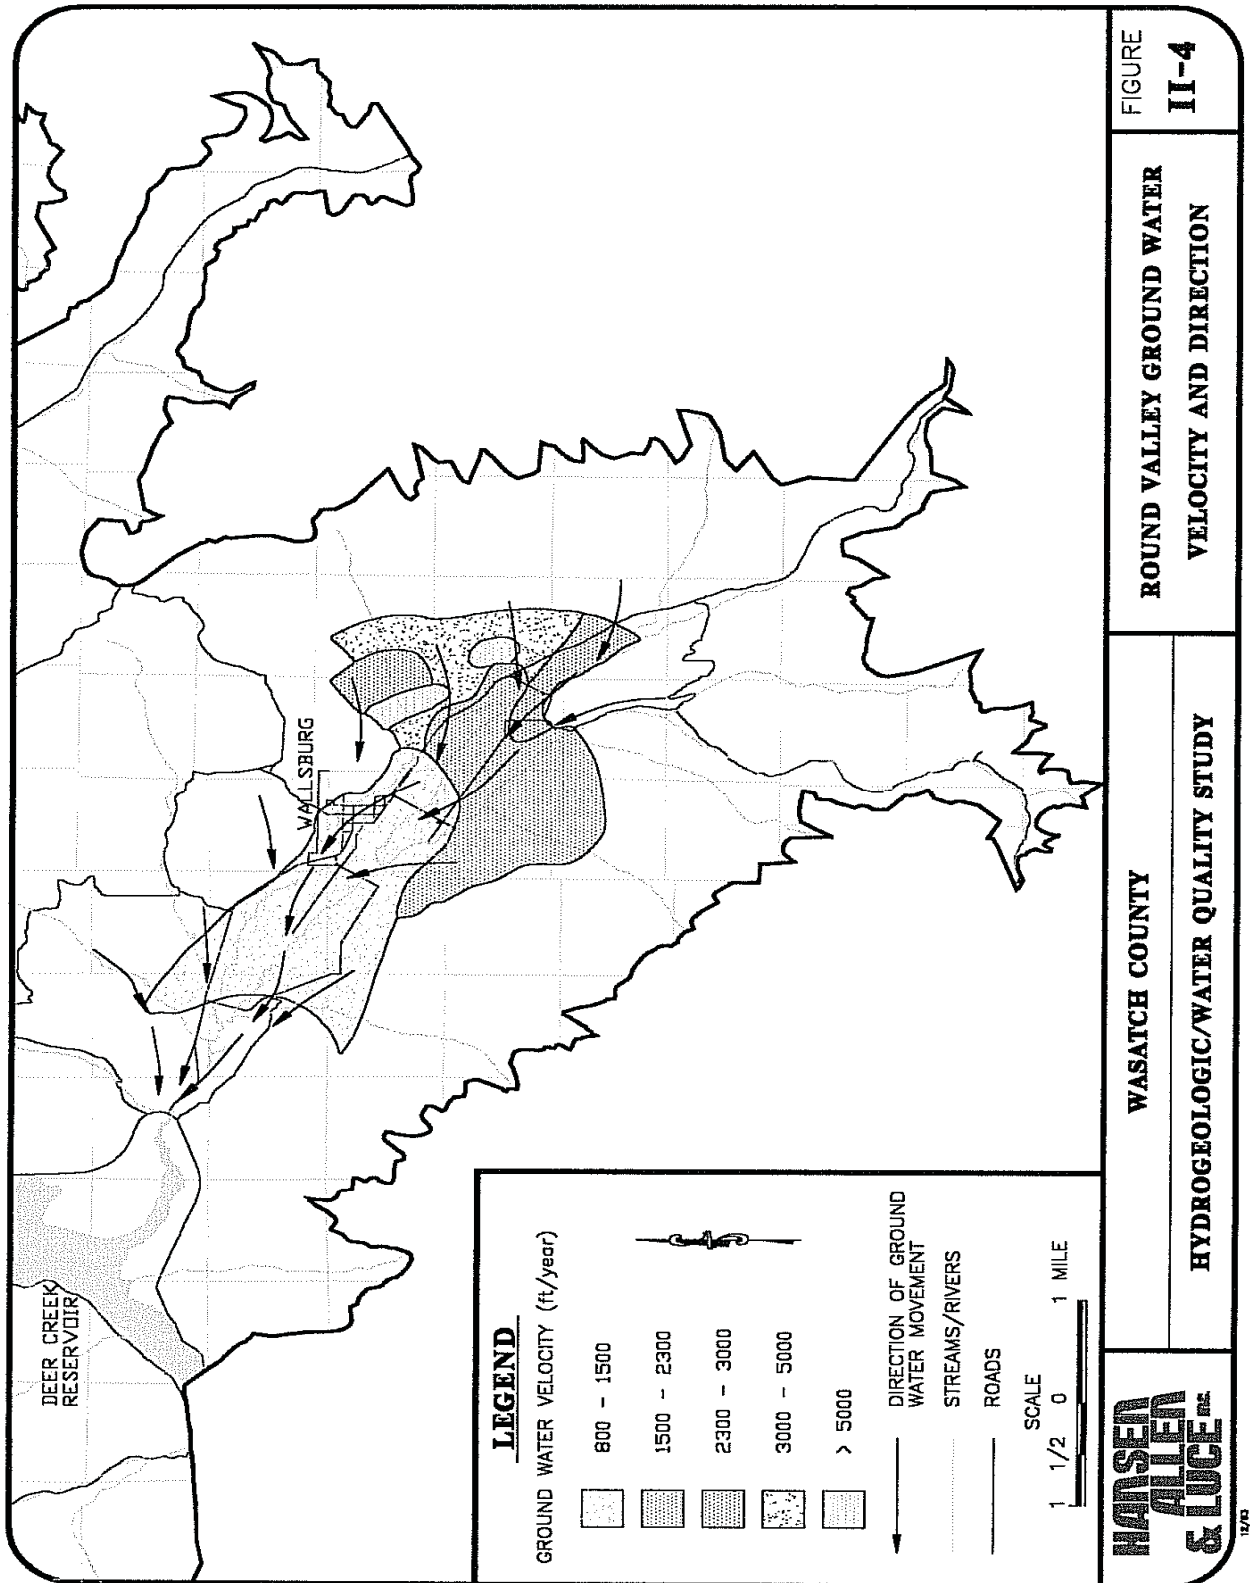 DEER CREEK
RESERVOIR
WALLSBURG
LEGEND
GROUND WATER VELOCITY (ft/year)
800 - 1500
1500 - 2300
2300 - 3000
3000 - 5000
> 5000
DIRECTION OF GROUND
WATER MOVEMENT
STREAMS/RIVERS
ROADS
SCALE
1 1/2 0 1 MILE
HANSEN
ALLEN
& LUCE INC.
WASATCH COUNTY
HYDROGEOLOGIC/WATER QUALITY STUDY
ROUND VALLEY GROUND WATER
VELOCITY AND DIRECTION
FIGURE
II-4